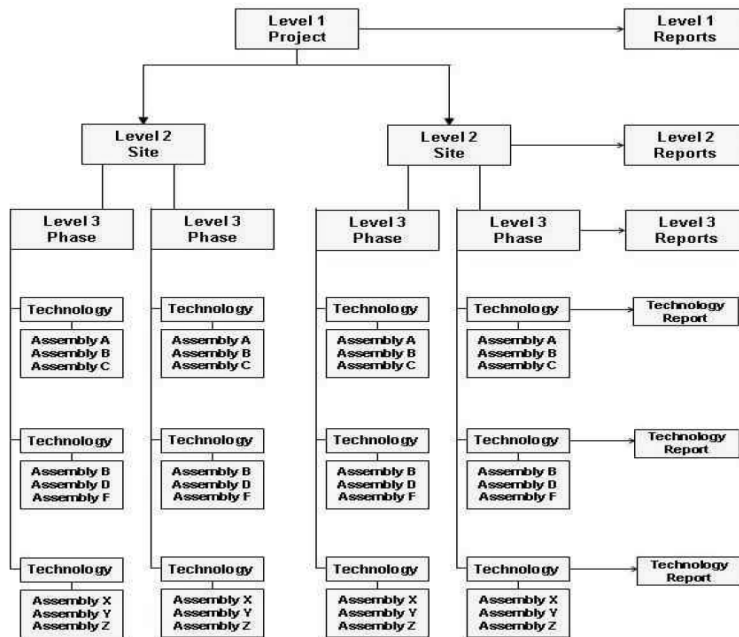 Level 1
Project
Level 1
Reports
Level 2
Site
Level 2
Site
Level 2
Reports
Level 3
Phase
Level 3
Phase
Level 3
Phase
Level 3
Phase
Level 3
Reports
Technology
Technology
Technology
Technology
Technology
Report
Assembly A
Assembly B
Assembly C
Assembly A
Assembly B
Assembly C
Assembly A
Assembly B
Assembly C
Assembly A
Assembly B
Assembly C
Technology
Technology
Technology
Technology
Technology
Report
Assembly B
Assembly D
Assembly F
Assembly B
Assembly D
Assembly F
Assembly B
Assembly D
Assembly F
Assembly B
Assembly D
Assembly F
Technology
Technology
Technology
Technology
Technology
Report
Assembly X
Assembly Y
Assembly Z
Assembly X
Assembly Y
Assembly Z
Assembly X
Assembly Y
Assembly Z
Assembly X
Assembly Y
Assembly Z